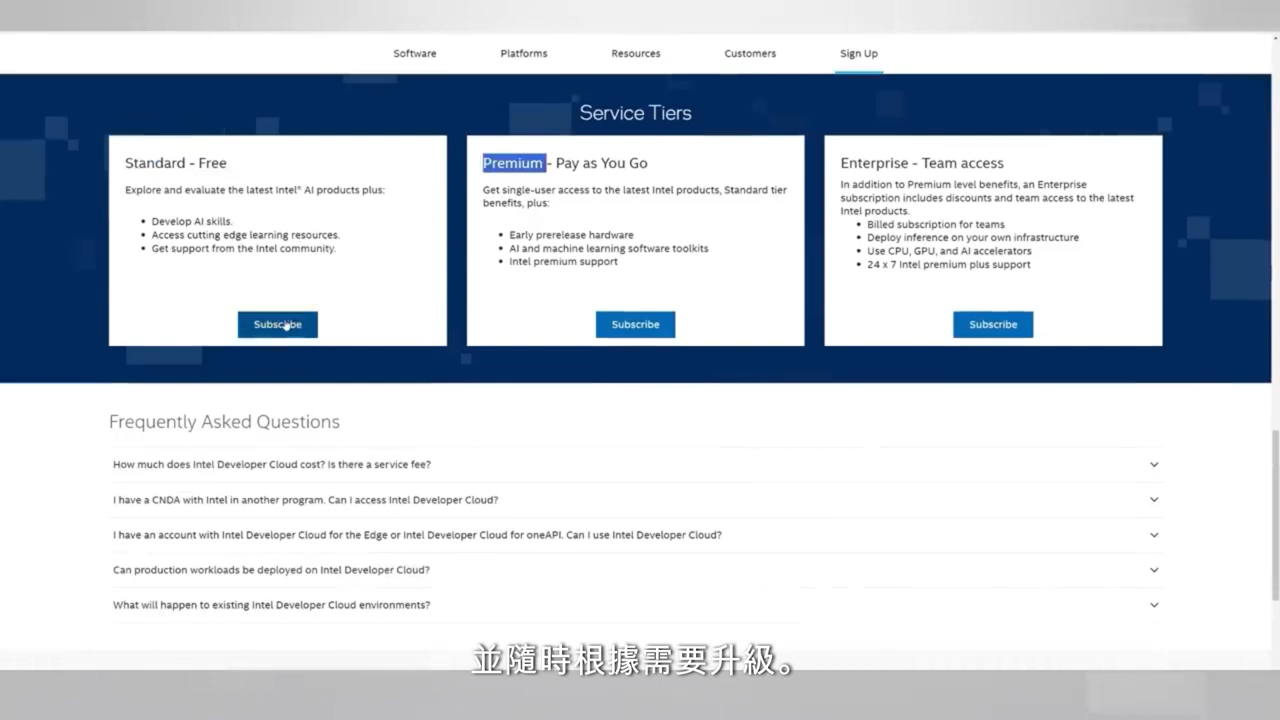 Software Platforms Resources Customers Sign Up
Service Tiers
Standard - Free
Explore and evaluate the latest Intel® AI products plus:
• Develop AI skills.
• Access cutting edge learning resources.
• Get support from the Intel community.
Subscribe
Premium - Pay as You Go
Get single-user access to the latest Intel products, Standard tier
benefits, plus:
• Early prerelease hardware
• AI and machine learning software toolkits
• Intel premium support
Subscribe
Enterprise - Team access
In addition to Premium level benefits, an Enterprise
subscription includes discounts and team access to the latest
Intel products.
• Billed subscription for teams
• Deploy inference on your own infrastructure
• Use CPU, GPU, and AI accelerators
• 24 x 7 Intel premium plus support
Subscribe
Frequently Asked Questions
How much does Intel Developer Cloud cost? Is there a service fee?
I have a CNDA with Intel in another program. Can I access Intel Developer Cloud?
I have an account with Intel Developer Cloud for the Edge or Intel Developer Cloud for oneAPI. Can I use Intel Developer Cloud?
Can production workloads be deployed on Intel Developer Cloud?
What will happen to existing Intel Developer Cloud environments?
並隨時根據需要升級。